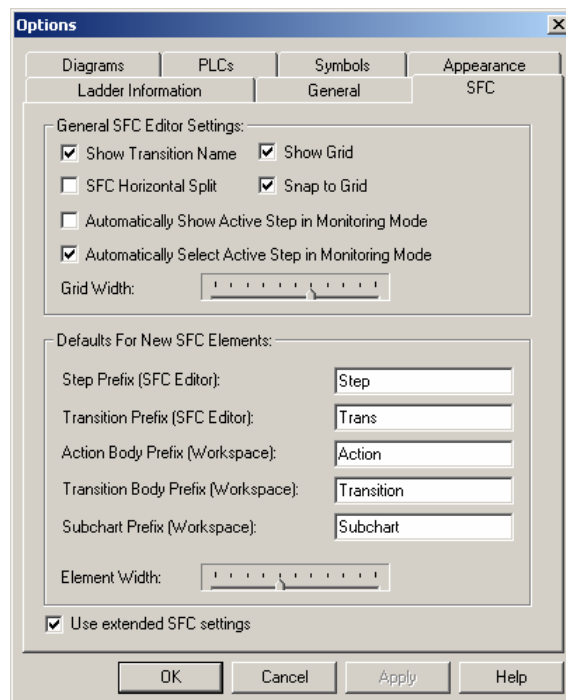 Options
Diagrams PLCs Symbols Appearance
Ladder Information General SFC
General SFC Editor Settings:
Show Transition Name Show Grid
SFC Horizontal Split Snap to Grid
Automatically Show Active Step in Monitoring Mode
Automatically Select Active Step in Monitoring Mode
Grid Width:
Defaults For New SFC Elements:
Step Prefix (SFC Editor): Step
Transition Prefix (SFC Editor): Trans
Action Body Prefix (Workspace): Action
Transition Body Prefix (Workspace): Transition
Subchart Prefix (Workspace): Subchart
Element Width:
Use extended SFC settings
OK Cancel Apply Help